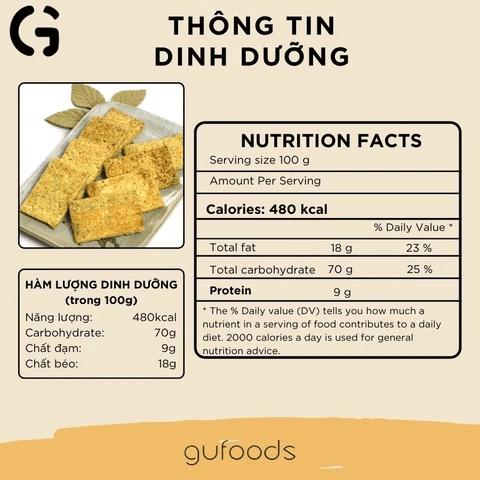 G
THÔNG TIN
DINH DƯỠNG
NUTRITION FACTS
Serving size 100 g
Amount Per Serving
Calories: 480 kcal
% Daily Value *
Total fat 18 g 23 %
Total carbohydrate 70 g 25 %
Protein 9 g
* The % Daily value (DV) tells you how much a
nutrient in a serving of food contributes to a daily
diet. 2000 calories a day is used for general
nutrition advice.
HÀM LƯỢNG DINH DƯỠNG
(trong 100g)
Năng lượng: 480kcal
Carbohydrate: 70g
Chất đạm: 9g
Chất béo: 18g
gufoods